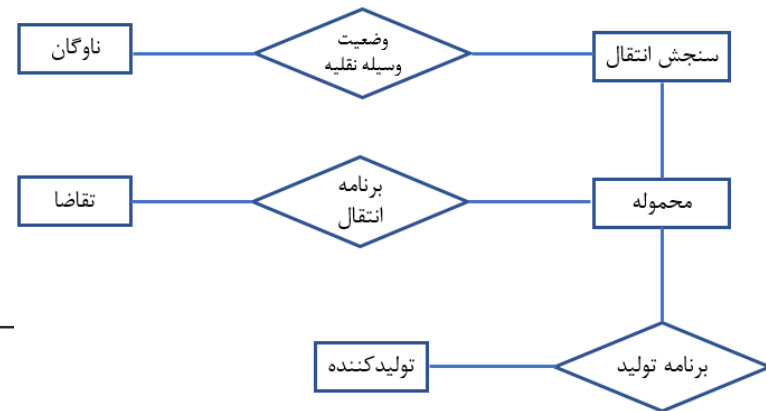 سنجش انتقال
وضعیت
وسیله نقلیه
ناوگان
محموله
برنامه
انتقال
تقاضا
برنامه تولید
تولیدکننده